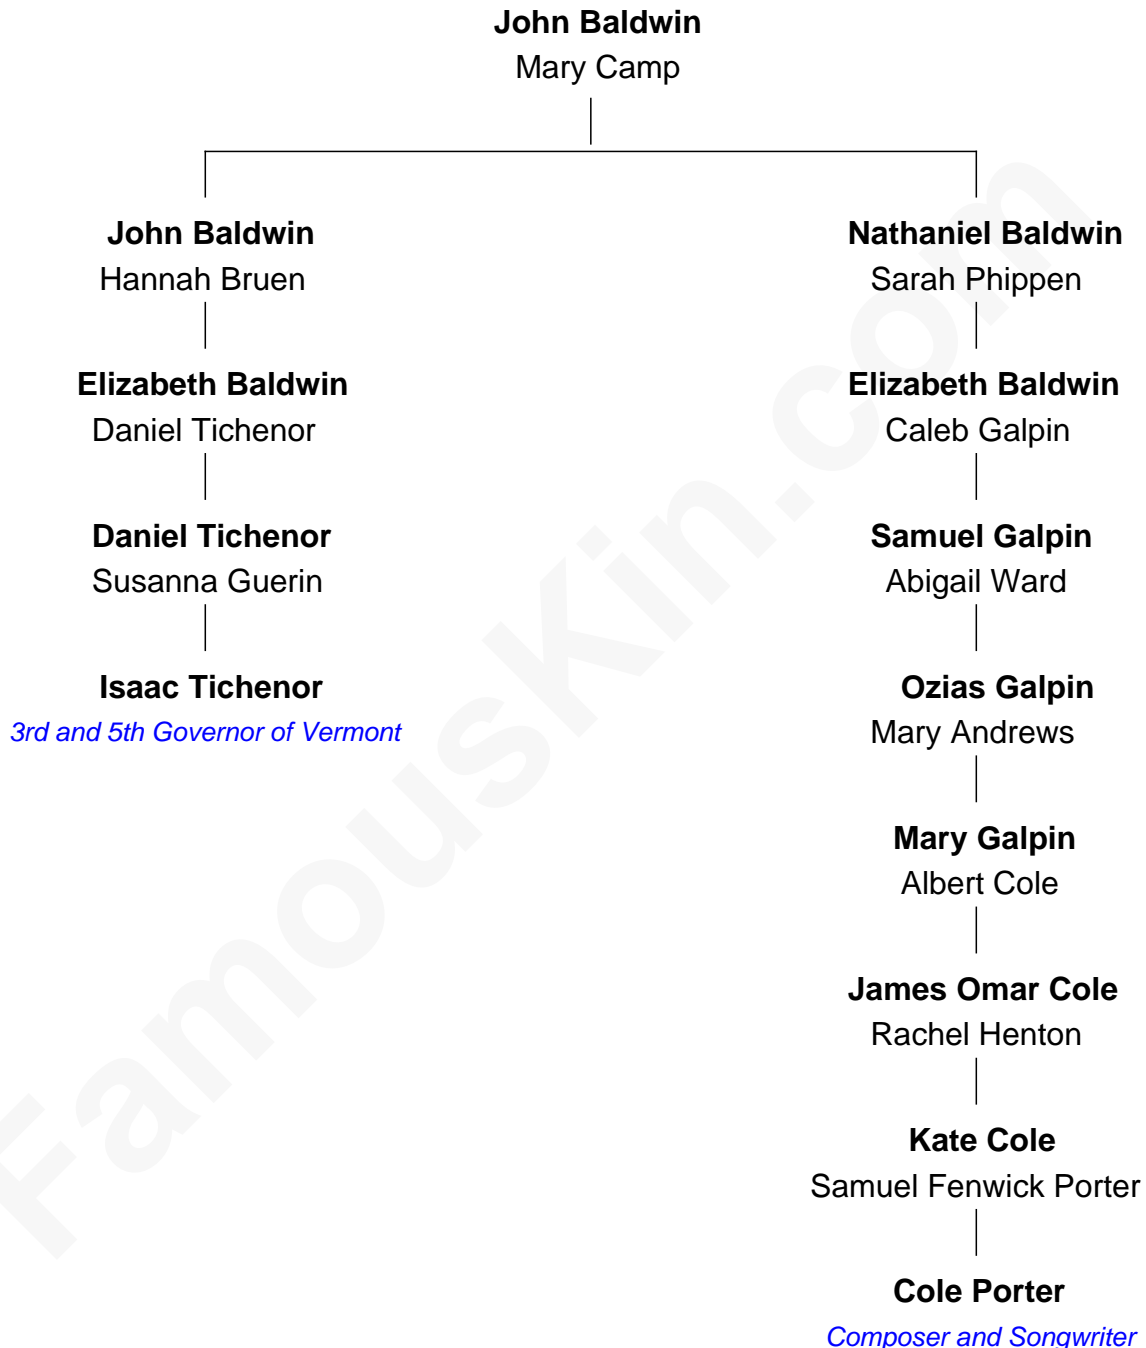 John Baldwin
Mary Camp
John Baldwin
Hannah Bruen
Elizabeth Baldwin
Daniel Tichenor
Daniel Tichenor
Susanna Guerin
Isaac Tichenor
3rd and 5th Governor of Vermont
Nathaniel Baldwin
Sarah Phippen
Elizabeth Baldwin
Caleb Galpin
Samuel Galpin
Abigail Ward
Ozias Galpin
Mary Andrews
Mary Galpin
Albert Cole
James Omar Cole
Rachel Henton
Kate Cole
Samuel Fenwick Porter
Cole Porter
Composer and Songwriter
FamousKin.com